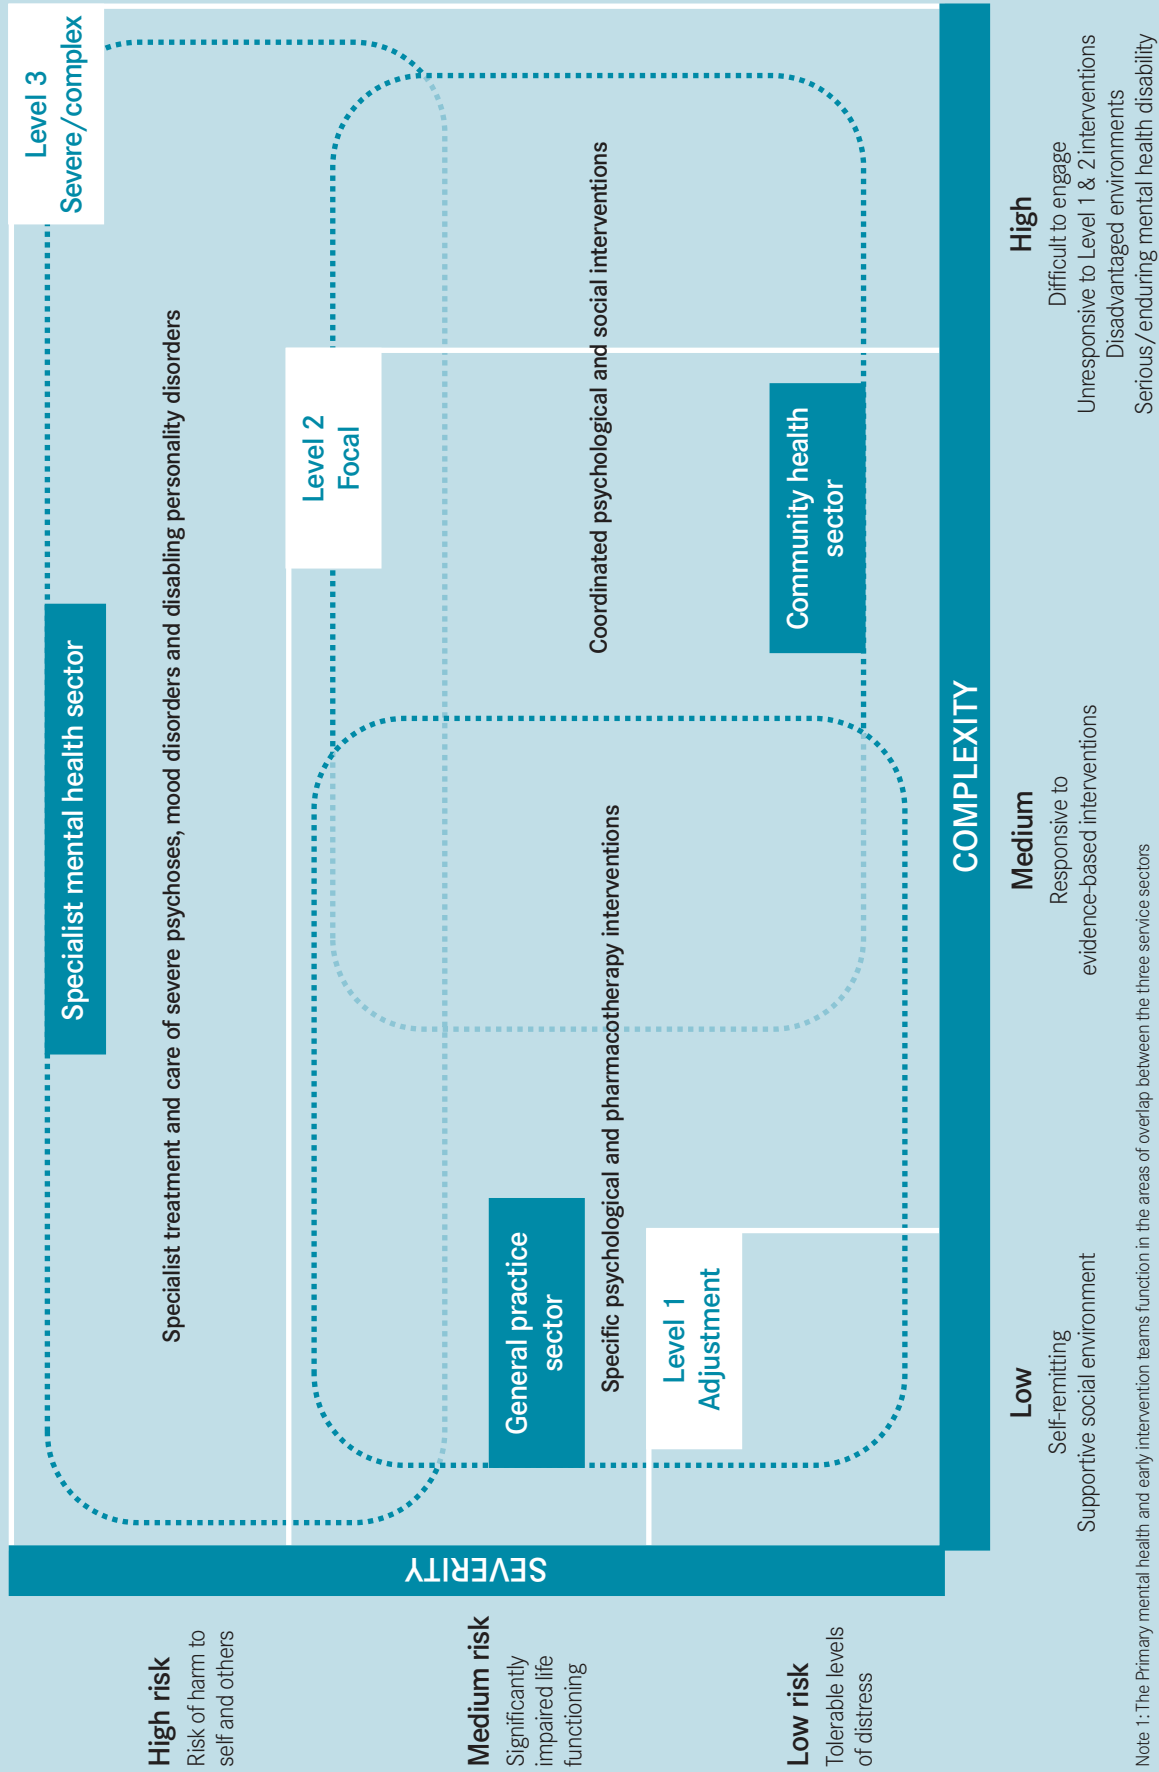 Level 3
Severe/complex
Specialist mental health sector
Specialist treatment and care of severe psychoses, mood disorders and disabling personality disorders
Level 2
Focal
General practice
sector
Specific psychological and pharmacotherapy interventions
Coordinated psychological and social interventions
Level 1
Adjustment
Community health
sector
SEVERITY
High risk
Risk of harm to
self and others
Medium risk
Significantly
impaired life
functioning
Low risk
Tolerable levels
of distress
COMPLEXITY
Low
Self-remitting
Supportive social environment
Medium
Responsive to
evidence-based interventions
High
Difficult to engage
Unresponsive to Level 1 & 2 interventions
Disadvantaged environments
Serious/enduring mental health disability
Note 1: The Primary mental health and early intervention teams function in the areas of overlap between the three service sectors